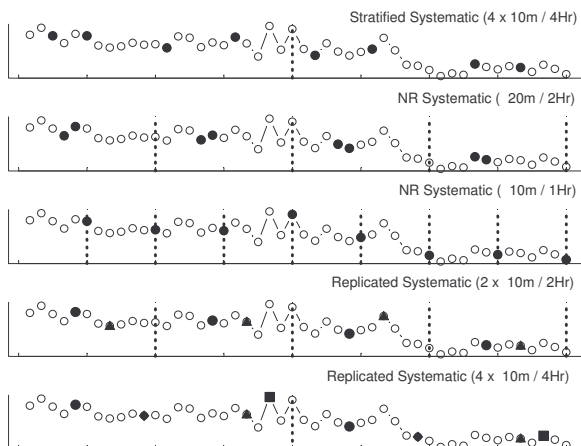 Stratified Systematic (4 x 10m / 4Hr)
NR Systematic ( 20m / 2Hr)
NR Systematic ( 10m / 1Hr)
Replicated Systematic (2 x 10m / 2Hr)
Replicated Systematic (4 x 10m / 4Hr)